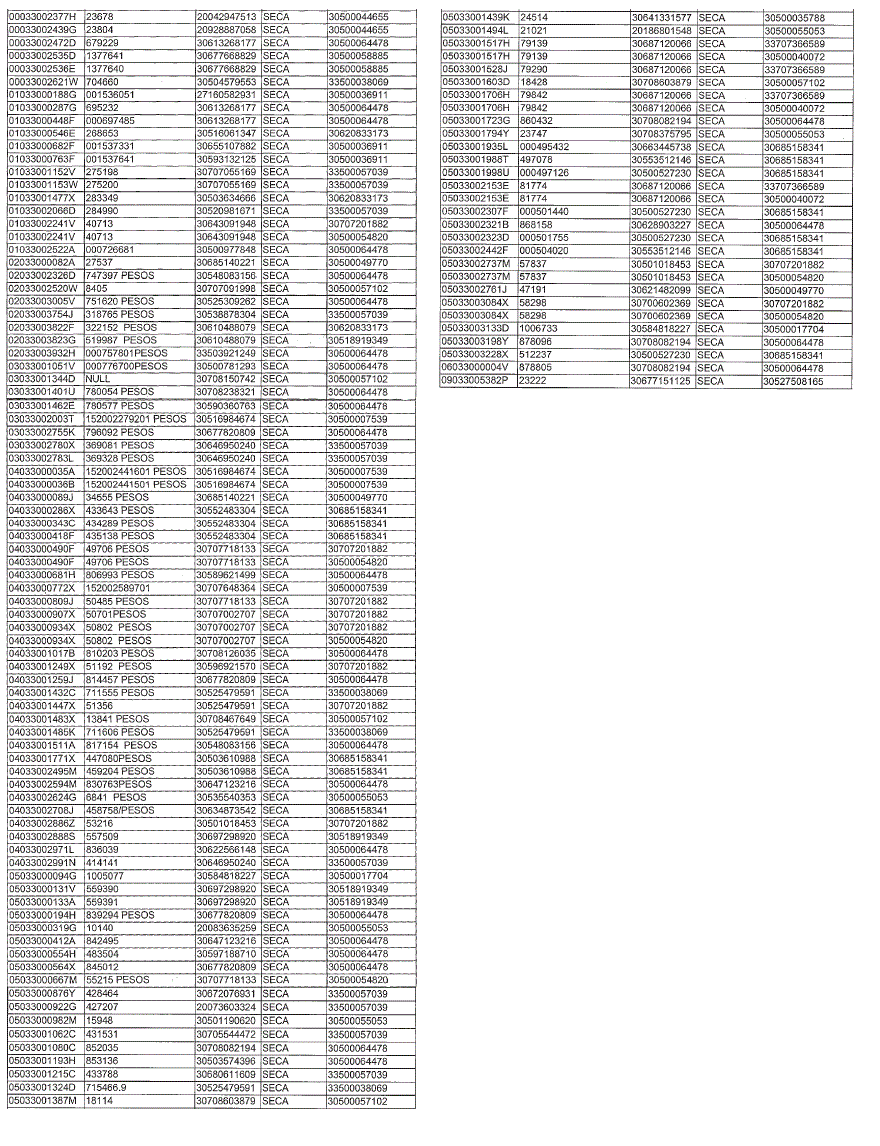 00033002377H 23678 20042947513 SECA 30500044655
00033002439G 23804 20928887058 SECA 30500044655
00033002472D 679229 30613268177 SECA 30500064478
00033002535D 1377641 30677668829 SECA 30500058885
00033002536E 1377640 30677668829 SECA 30500058885
00033002621W 704660 30504579553 SECA 33500038069
01033000188G 001536051 27160582931 SECA 30500036911
01033000287G 695232 30613268177 SECA 30500064478
01033000448F 000697485 30613268177 SECA 30500064478
01033000546E 268653 30516061347 SECA 30620833173
01033000682F 001537331 30655107882 SECA 30500036911
01033000763F 001537641 30593132125 SECA 30500036911
01033001152V 275198 30707055169 SECA 33500057039
01033001153W 275200 30707055169 SECA 33500057039
01033001477X 283349 30503634666 SECA 30620833173
01033002066D 284990 30520981671 SECA 33500057039
01033002241V 40713 30643091948 SECA 30707201882
01033002241V 40713 30643091948 SECA 30500054820
01033002522A 000726681 30500977848 SECA 30500064478
02033000082A 27537 30685140221 SECA 30500049770
02033002326D 747397 PESOS 30548083156 SECA 30500064478
02033002520W 8405 30707091998 SECA 30500057102
02033003005V 751620 PESOS 30525309262 SECA 30500064478
02033003754J 318765 PESOS 30538878304 SECA 33500057039
02033003822F 322152 PESOS 30610488079 SECA 30620833173
02033003823G 519987 PESOS 30610488079 SECA 30518919349
02033003932H 000757801PESOS 33503921249 SECA 30500064478
03033001051V 000776700PESOS 30500781293 SECA 30500064478
03033001344D NULL 30708150742 SECA 30500057102
03033001401U 780054 PESOS 30708238321 SECA 30500064478
03033001462E 780577 PESOS 30590360763 SECA 30500064478
03033002003T 152002279201 PESOS 30516984674 SECA 30500007539
03033002755K 796092 PESOS 30677820809 SECA 30500064478
03033002780X 369081 PESOS 30646950240 SECA 33500057039
03033002783L 369328 PESOS 30646950240 SECA 33500057039
04033000035A 152002441601 PESOS 30516984674 SECA 30500007539
04033000036B 152002441501 PESOS 30516984674 SECA 30500007539
04033000089J 34555 PESOS 30685140221 SECA 30500049770
04033000286X 433643 PESOS 30552483304 SECA 30685158341
04033000343C 434289 PESOS 30552483304 SECA 30685158341
04033000418F 435138 PESOS 30552483304 SECA 30685158341
04033000490F 49706 PESOS 30707718133 SECA 30707201882
04033000490F 49706 PESOS 30707718133 SECA 30500054820
04033000681H 806993 PESOS 30589621499 SECA 30500064478
04033000772X 152002589701 30707648364 SECA 30500007539
04033000809J 50485 PESOS 30707718133 SECA 30707201882
04033000907X 50701PESOS 30707002707 SECA 30707201882
04033000934X 50802 PESOS 30707002707 SECA 30707201882
04033000934X 50802 PESOS 30707002707 SECA 30500054820
04033001017B 810203 PESOS 30708126035 SECA 30500064478
04033001249X 51192 PESOS 30596921570 SECA 30707201882
04033001259J 814457 PESOS 30677820809 SECA 30500064478
04033001432C 711555 PESOS 30525479591 SECA 33500038069
04033001447X 51356 30525479591 SECA 30707201882
04033001483X 13841 PESOS 30708467649 SECA 30500057102
04033001485K 711606 PESOS 30525479591 SECA 33500038069
04033001511A 817154 PESOS 30548083156 SECA 30500064478
04033001771X 447080PESOS 30503610988 SECA 30685158341
04033002495M 459204 PESOS 30503610988 SECA 30685158341
04033002594M 830763PESOS 30647123216 SECA 30500064478
04033002624G 6841 PESOS 30535540353 SECA 30500055053
04033002708J 458758/PESOS 30634873542 SECA 30685158341
04033002886Z 53216 30501018453 SECA 30707201882
04033002888S 557509 30697298920 SECA 30518919349
04033002971L 836039 30622566148 SECA 30500064478
04033002991N 414141 30646950240 SECA 33500057039
05033000094G 1005077 30584818227 SECA 30500017704
05033000131V 559390 30697298920 SECA 30518919349
05033000133A 559391 30697298920 SECA 30518919349
05033000194H 839294 PESOS 30677820809 SECA 30500064478
05033000319G 10140 20083635259 SECA 30500055053
05033000412A 842495 30647123216 SECA 30500064478
05033000554H 483504 30597188710 SECA 30500064478
05033000564X 845012 30677820809 SECA 30500064478
05033000667M 55215 PESOS 30707718133 SECA 30500054820
05033000876Y 428464 30672076931 SECA 33500057039
05033000922G 427207 20073603324 SECA 33500057039
05033000982M 15948 30501190620 SECA 30500055053
05033001062C 431531 30705544472 SECA 33500057039
05033001080C 852035 30708082194 SECA 30500064478
05033001193H 853136 30503574396 SECA 30500064478
05033001215C 433788 30680611609 SECA 33500057039
05033001324D 715466.9 30525479591 SECA 33500038069
05033001387M 18114 30708603879 SECA 30500057102
05033001439K 24514 30641331577 SECA 30500035788
05033001494L 21021 20186801548 SECA 30500055053
05033001517H 79139 30687120066 SECA 33707366589
05033001517H 79139 30687120066 SECA 30500040072
05033001528J 79290 30687120066 SECA 33707366589
05033001603D 18428 30708603879 SECA 30500057102
05033001706H 79842 30687120066 SECA 33707366589
05033001706H 79842 30687120066 SECA 30500040072
05033001723G 860432 30708082194 SECA 30500064478
05033001794Y 23747 30708375795 SECA 30500055053
05033001935L 000495432 30663445738 SECA 30685158341
05033001988T 497078 30553512146 SECA 30685158341
05033001998U 000497126 30500527230 SECA 30685158341
05033002153E 81774 30687120066 SECA 33707366589
05033002153E 81774 30687120066 SECA 30500040072
05033002307F 000501440 30500527230 SECA 30685158341
05033002321B 868158 30628903227 SECA 30500064478
05033002323D 000501755 30500527230 SECA 30685158341
05033002442F 000504020 30553512146 SECA 30685158341
05033002737M 57837 30501018453 SECA 30707201882
05033002737M 57837 30501018453 SECA 30500054820
05033002761J 47191 30621482099 SECA 30500049770
05033003084X 58298 30700602369 SECA 30707201882
05033003084X 58298 30700602369 SECA 30500054820
05033003133D 1006733 30584818227 SECA 30500017704
05033003198Y 878096 30708082194 SECA 30500064478
05033003228X 512237 30500527230 SECA 30685158341
06033000004V 878805 30708082194 SECA 30500064478
09033005382P 23222 30677151125 SECA 30527508165